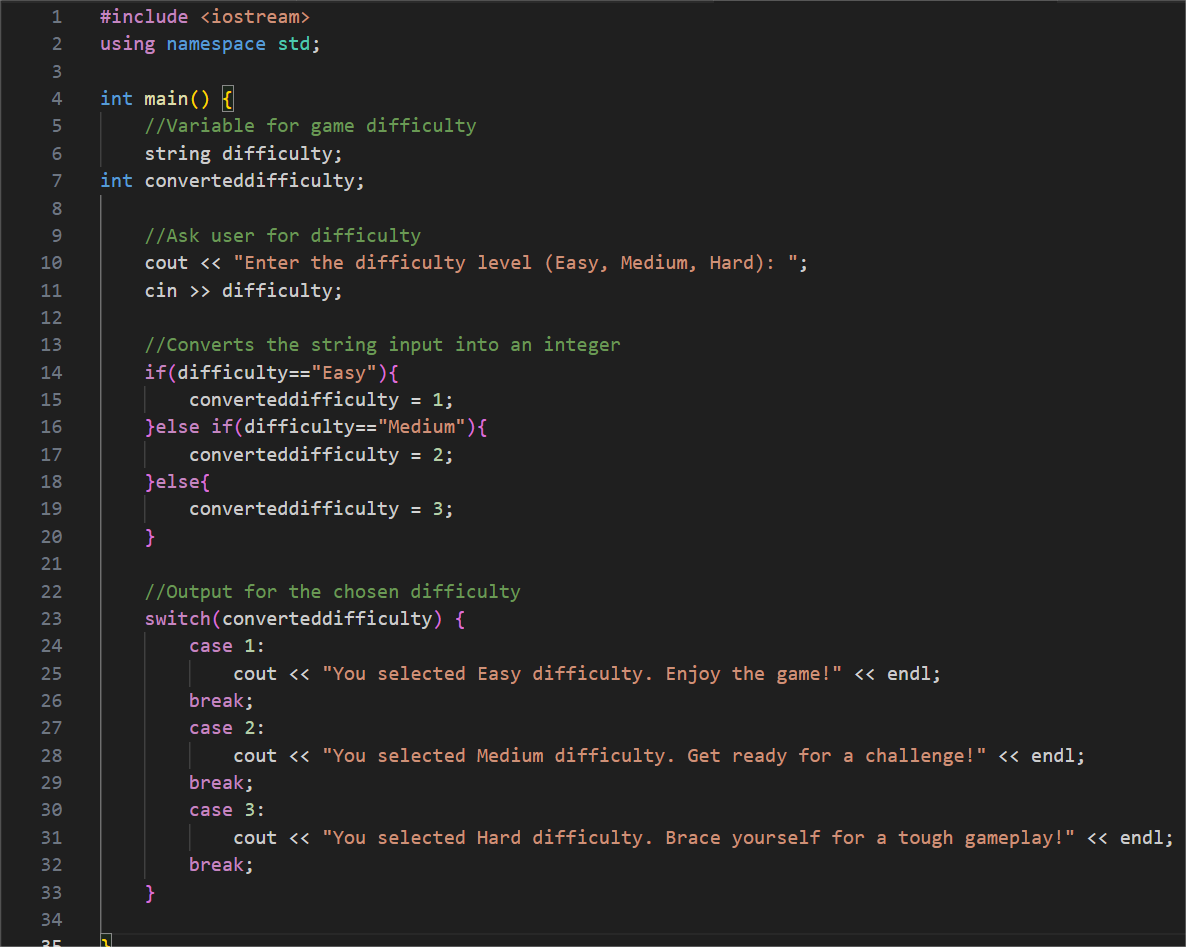 1 #include <iostream>
2 using namespace std;
3
4 int main() {
5     //Variable for game difficulty
6     string difficulty;
7 int converteddifficulty;
8
9     //Ask user for difficulty
10     cout << "Enter the difficulty level (Easy, Medium, Hard): ";
11     cin >> difficulty;
12
13     //Converts the string input into an integer
14     if(difficulty=="Easy"){
15         converteddifficulty = 1;
16     }else if(difficulty=="Medium"){
17         converteddifficulty = 2;
18     }else{
19         converteddifficulty = 3;
20     }
21
22     //Output for the chosen difficulty
23     switch(converteddifficulty) {
24         case 1:
25             cout << "You selected Easy difficulty. Enjoy the game!" << endl;
26         break;
27         case 2:
28             cout << "You selected Medium difficulty. Get ready for a challenge!" << endl;
29         break;
30         case 3:
31             cout << "You selected Hard difficulty. Brace yourself for a tough gameplay!" << endl;
32         break;
33     }
34
35 }